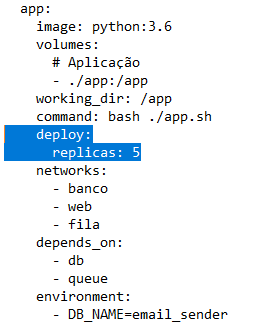 app:
image: python:3.6
volumes:
# Aplicação
- ./app:/app
working_dir: /app
command: bash ./app.sh
deploy:
replicas: 5
networks:
- banco
- web
- fila
depends_on:
- db
- queue
environment:
- DB_NAME=email_sender